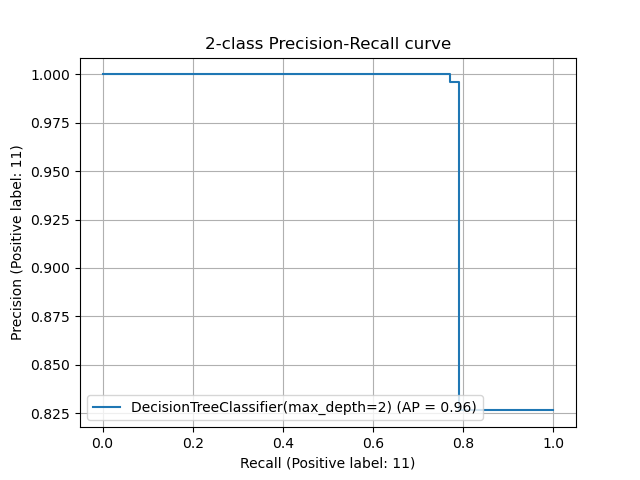 2-class Precision-Recall curve
1.000
0.975
0.950
0.925
0.900
0.875
0.850
0.825
Precision (Positive label: 11)
DecisionTreeClassifier(max_depth=2) (AP = 0.96)
0.0 0.2 0.4 0.6 0.8 1.0
Recall (Positive label: 11)